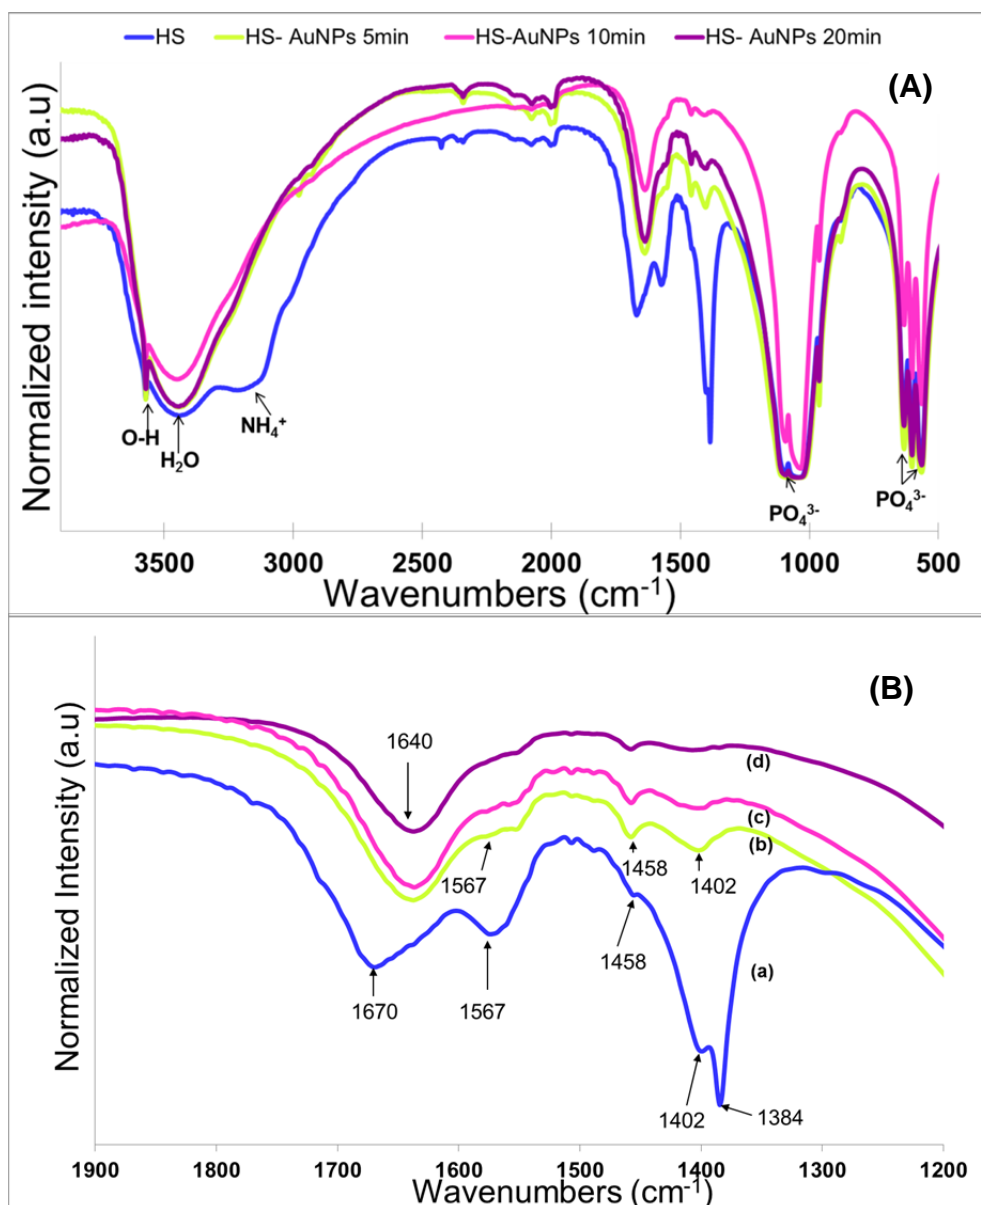 HS HS- AuNPs 5min HS-AuNPs 10min HS- AuNPs 20min
(A)
Normalized intensity (a.u)
O-H
H₂O
NH₄⁺
PO₄³⁻
PO₄³⁻
3500 3000 2500 2000 1500 1000 500
Wavenumbers (cm⁻¹)
(B)
Normalized Intensity (a.u)
1640
(d)
(c)
(b)
1567
1458
1402
1458
(a)
1670
1567
1402
1384
1900 1800 1700 1600 1500 1400 1300 1200
Wavenumbers (cm⁻¹)